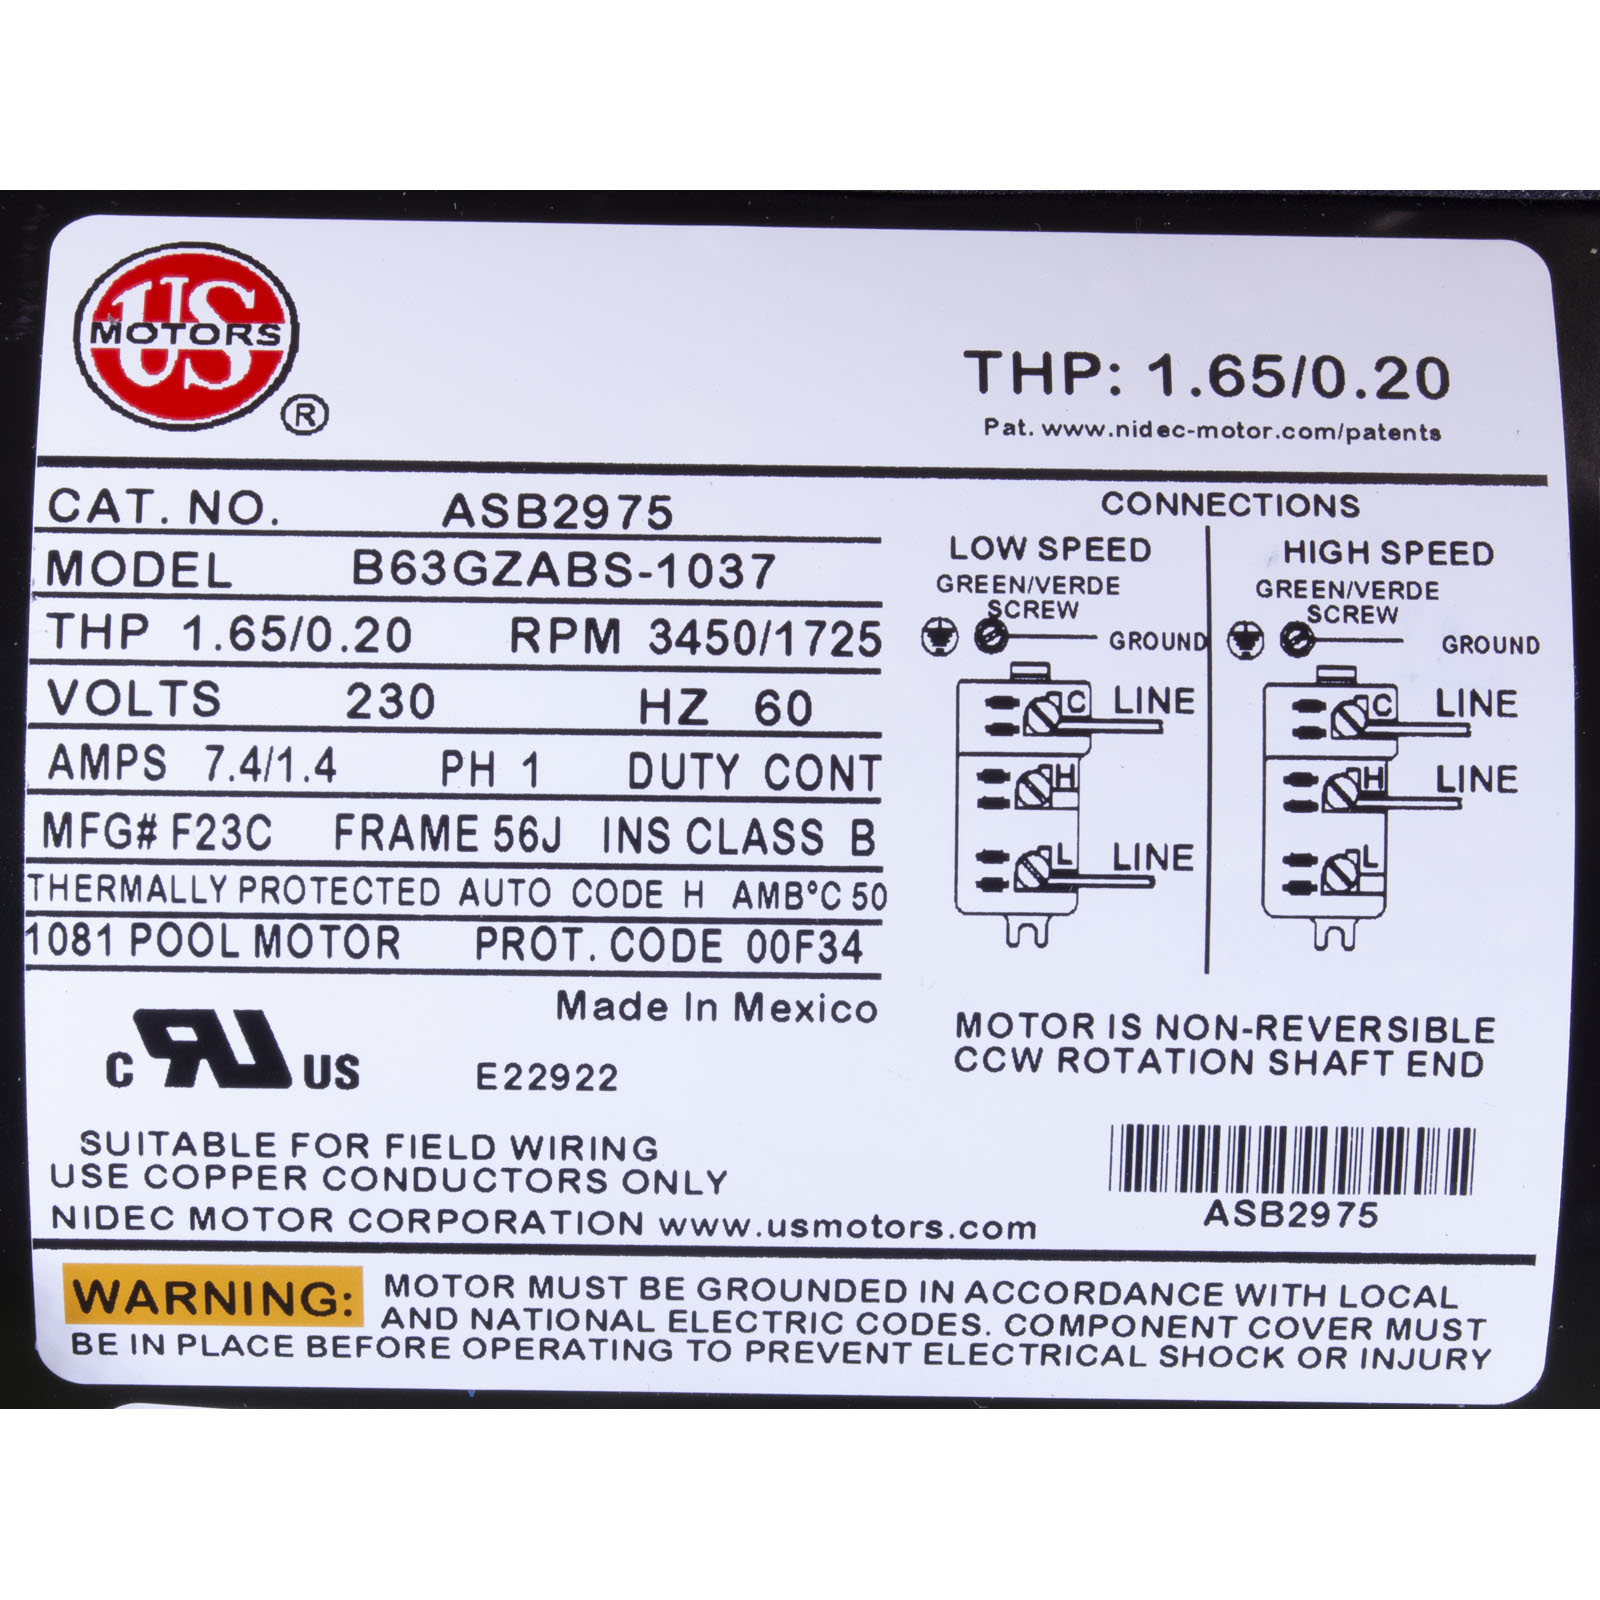 US
MOTORS
®
THP: 1.65/0.20
Pat. www.nidec-motor.com/patents
CAT. NO. ASB2975
MODEL B63GZABS-1037
THP 1.65/0.20 RPM 3450/1725
VOLTS 230 HZ 60
AMPS 7.4/1.4 PH 1 DUTY CONT
MFG# F23C FRAME 56J INS CLASS B
THERMALLY PROTECTED AUTO CODE H AMB°C 50
1081 POOL MOTOR PROT. CODE 00F34
Made In Mexico
C RU US E22922
SUITABLE FOR FIELD WIRING
USE COPPER CONDUCTORS ONLY
NIDEC MOTOR CORPORATION www.usmotors.com
CONNECTIONS
LOW SPEED
GREEN/VERDE
SCREW
GROUND
C LINE
H
L LINE
HIGH SPEED
GREEN/VERDE
SCREW
GROUND
C LINE
H LINE
L
MOTOR IS NON-REVERSIBLE
CCW ROTATION SHAFT END
ASB2975
WARNING: MOTOR MUST BE GROUNDED IN ACCORDANCE WITH LOCAL
AND NATIONAL ELECTRIC CODES. COMPONENT COVER MUST
BE IN PLACE BEFORE OPERATING TO PREVENT ELECTRICAL SHOCK OR INJURY